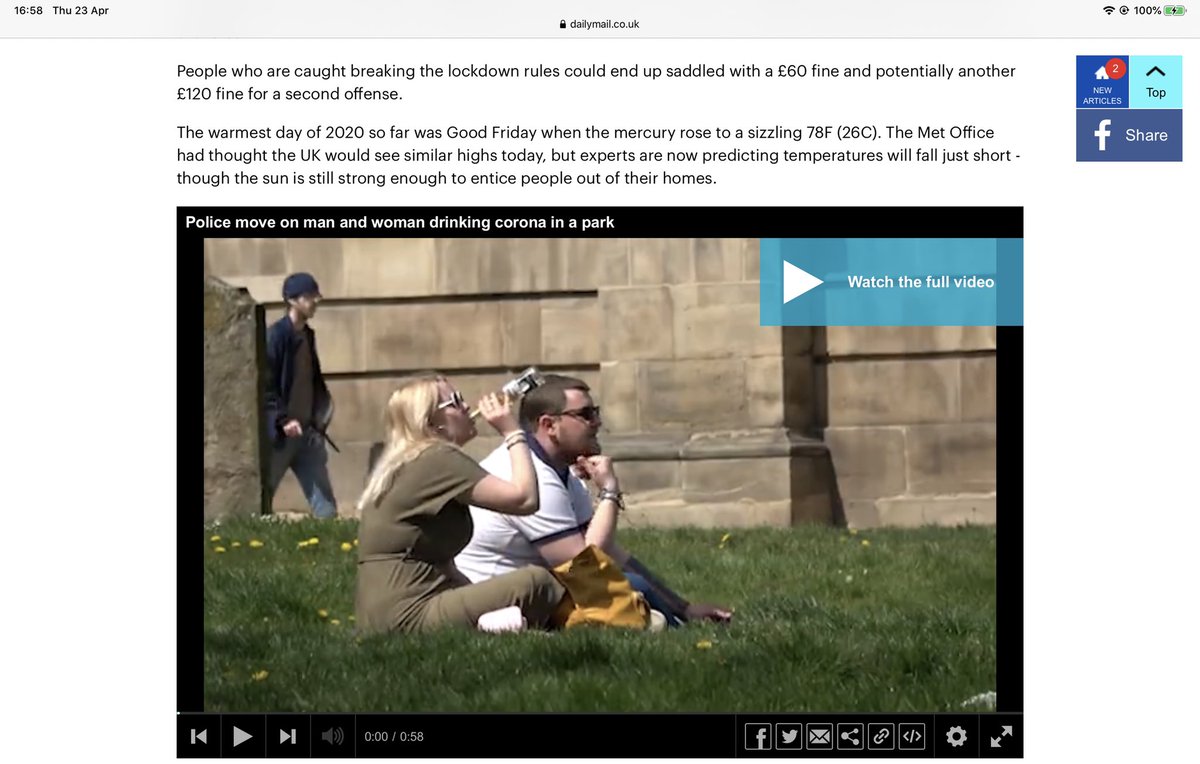 16:58 Thu 23 Apr
100%
dailymail.co.uk
People who are caught breaking the lockdown rules could end up saddled with a £60 fine and potentially another
£120 fine for a second offense.
2
NEW
ARTICLES
Top
Share
The warmest day of 2020 so far was Good Friday when the mercury rose to a sizzling 78F (26C). The Met Office
had thought the UK would see similar highs today, but experts are now predicting temperatures will fall just short -
though the sun is still strong enough to entice people out of their homes.
Police move on man and woman drinking corona in a park
Watch the full video
0:00 / 0:58